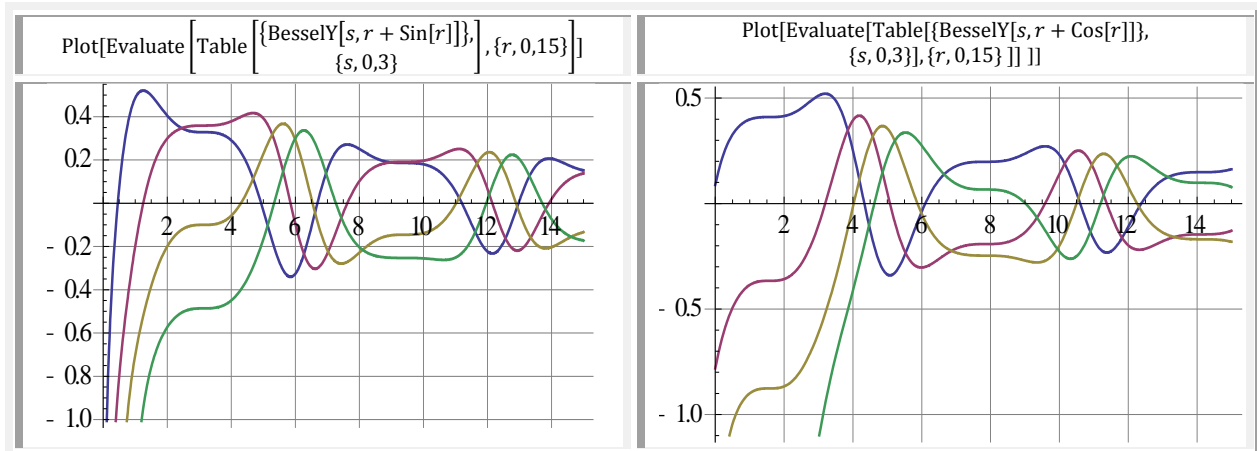 Plot[Evaluate[Table[{BesselY[s, r + Sin[r]]},
{s, 0,3}],{r, 0,15}]]
Plot[Evaluate[Table[{BesselY[s, r + Cos[r]]},
{s, 0,3}],{r, 0,15} ]] ]]
0.4
0.2
2 4 6 8 10 12 14
- 0.2
- 0.4
- 0.6
- 0.8
- 1.0
0.5
2 4 6 8 10 12 14
- 0.5
- 1.0